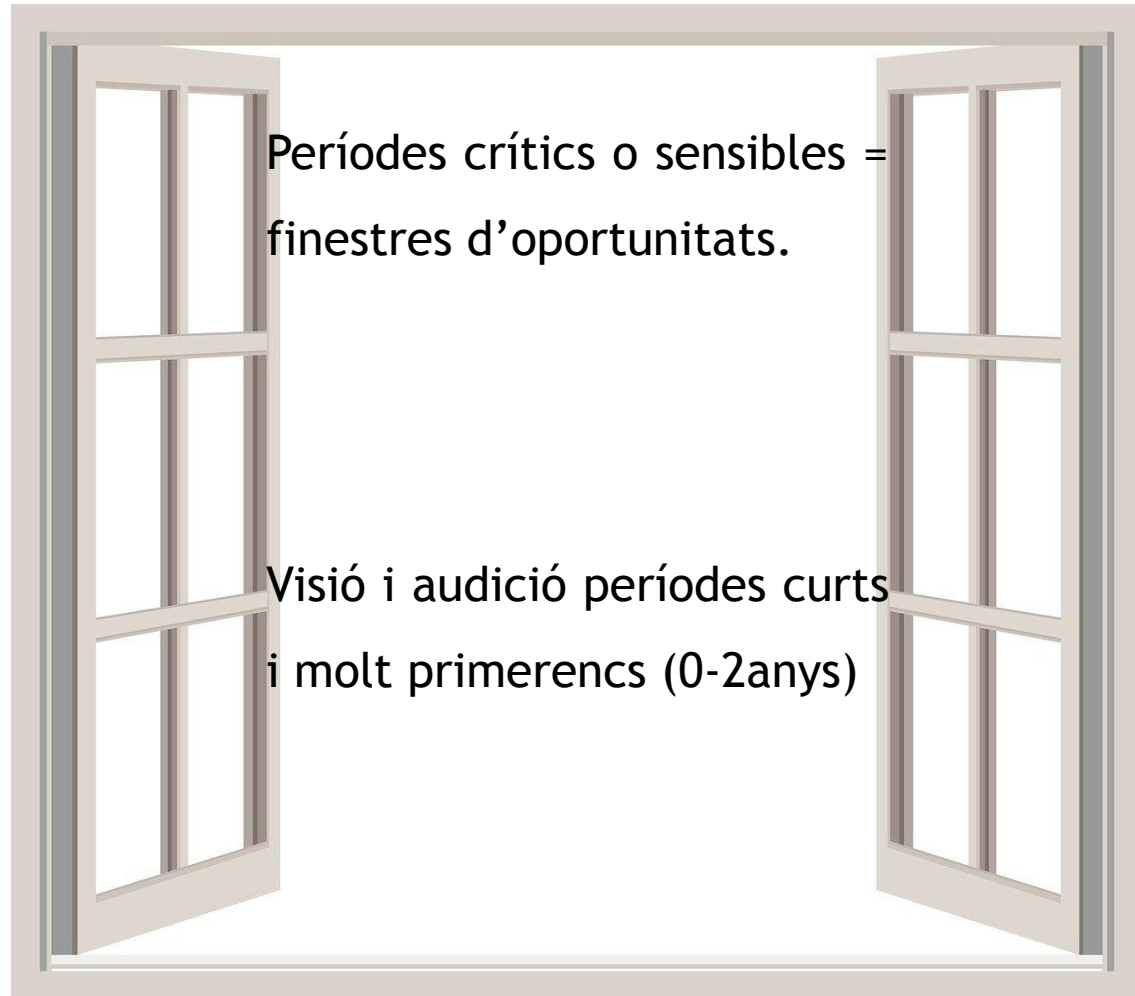 Períodes crítics o sensibles =
finestres d’oportunitats.
Visió i audició períodes curts
i molt primerencs (0-2anys)